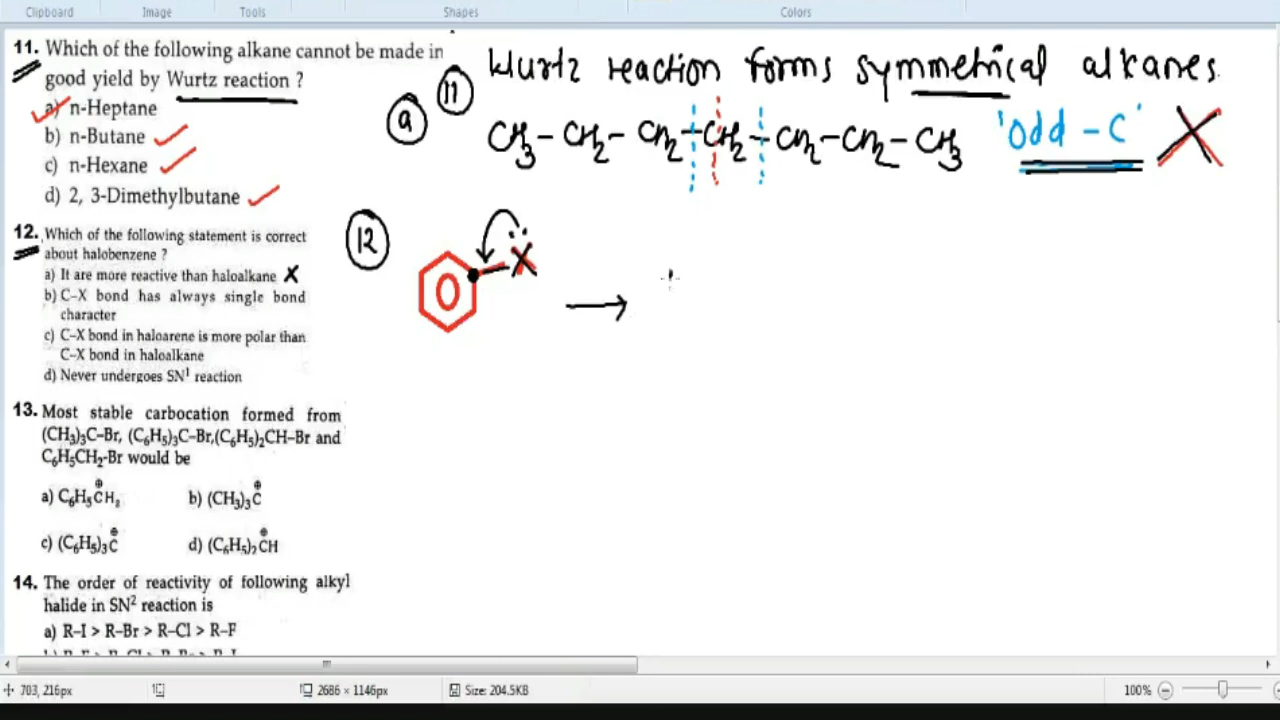 Clipboard Image Tools Shapes Colors
11. Which of the following alkane cannot be made in
good yield by Wurtz reaction ?
a) n-Heptane
b) n-Butane
c) n-Hexane
d) 2, 3-Dimethylbutane
12. Which of the following statement is correct
about halobenzene ?
a) It are more reactive than haloalkane X
b) C–X bond has always single bond
character
c) C–X bond in haloarene is more polar than
C–X bond in haloalkane
d) Never undergoes SN¹ reaction
13. Most stable carbocation formed from
(CH₃)₃C–Br, (C₆H₅)₃C–Br,(C₆H₅)₂CH–Br and
C₆H₅CH₂-Br would be
a) C₆H₅C⊕H₂ b) (CH₃)₃C⊕
c) (C₆H₅)₃C⊕ d) (C₆H₅)₂C⊕H
14. The order of reactivity of following alkyl
halide in SN² reaction is
a) R–I > R–Br > R–Cl > R–F
11 Wurtz reaction forms symmetrical alkanes.
a CH₃ – CH₂ – CH₂ – CH₂ – CH₂ – CH₂ – CH₃ 'Odd – C' X
12
X
703, 216px 2686 × 1146px Size: 204.5KB 100%